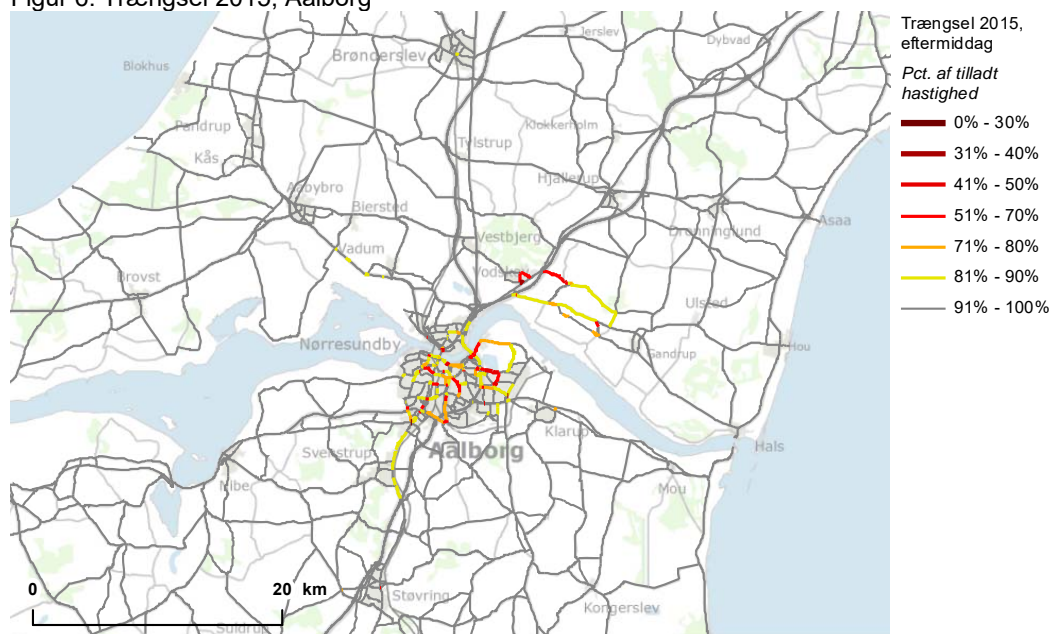 Figur 6: Trængsel 2015, Aalborg
Trængsel 2015,
eftermiddag
Pct. af tilladt
hastighed
0% - 30%
31% - 40%
41% - 50%
51% - 70%
71% - 80%
81% - 90%
91% - 100%
Jerslev
Dybvad
Brønderslev
Blokhus
Pandrup
Klokkerholm
Tylstrup
Kås
Hjallerup
Aabybro
Biersted
Asaa
Dronninglund
Vestbjerg
Vadum
Vodskov
Brovst
Ulsted
Nørresundby
Gandrup
Hou
Klarup
Hals
Svenstrup
Aalborg
Nibe
Mou
0
20 km
Støvring
Kongerslev
Suldrup